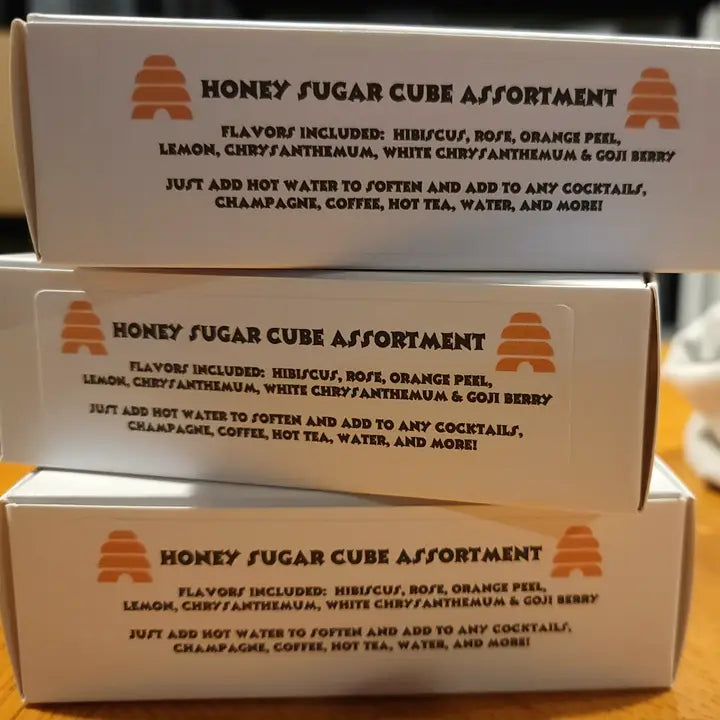 HONEY SUGAR CUBE ASSORTMENT
FLAVORS INCLUDED: HIBISCUS, ROSE, ORANGE PEEL,
LEMON, CHRYSANTHEMUM, WHITE CHRYSANTHEMUM & GOJI BERRY
JUST ADD HOT WATER TO SOFTEN AND ADD TO ANY COCKTAILS,
CHAMPAGNE, COFFEE, HOT TEA, WATER, AND MORE!
HONEY SUGAR CUBE ASSORTMENT
FLAVORS INCLUDED: HIBISCUS, ROSE, ORANGE PEEL,
LEMON, CHRYSANTHEMUM, WHITE CHRYSANTHEMUM & GOJI BERRY
JUST ADD HOT WATER TO SOFTEN AND ADD TO ANY COCKTAILS,
CHAMPAGNE, COFFEE, HOT TEA, WATER, AND MORE!
HONEY SUGAR CUBE ASSORTMENT
FLAVORS INCLUDED: HIBISCUS, ROSE, ORANGE PEEL,
LEMON, CHRYSANTHEMUM, WHITE CHRYSANTHEMUM & GOJI BERRY
JUST ADD HOT WATER TO SOFTEN AND ADD TO ANY COCKTAILS,
CHAMPAGNE, COFFEE, HOT TEA, WATER, AND MORE!